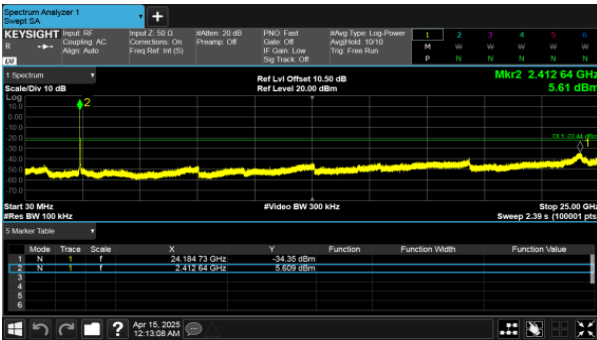 Spectrum Analyzer 1
Swept SA
+
KEYSIGHT Input: RF Input Z: 50 Ω #Atten: 20 dB PNO: Fast #Avg Type: Log-Power 1 2 3 4 5 6
R Coupling: AC Corrections: On Preamp: Off Gate: Off Avg|Hold: 10/10 M W W W W W
Align: Auto Freq Ref: Int (S) IF Gain: Low Trig: Free Run P N N N N N
LM Sig Track: Off
1 Spectrum Ref Lvl Offset 10.50 dB Mkr2 2.412 64 GHz
Scale/Div 10 dB Ref Level 20.00 dBm 5.61 dBm
Log
10.0
0.00
-10.0
-20.0
-30.0
-40.0
-50.0
-60.0
-70.0
2
DL1 -22.44 dBm
1
Start 30 MHz #Video BW 300 kHz Stop 25.00 GHz
#Res BW 100 kHz Sweep 2.39 s (100001 pts)
5 Marker Table
Mode Trace Scale X Y Function Function Width Function Value
1 N 1 f 24.184 73 GHz -34.35 dBm
2 N 1 f 2.412 64 GHz 5.609 dBm
3
4
5
6
? Apr 15, 2025
12:13:08 AM